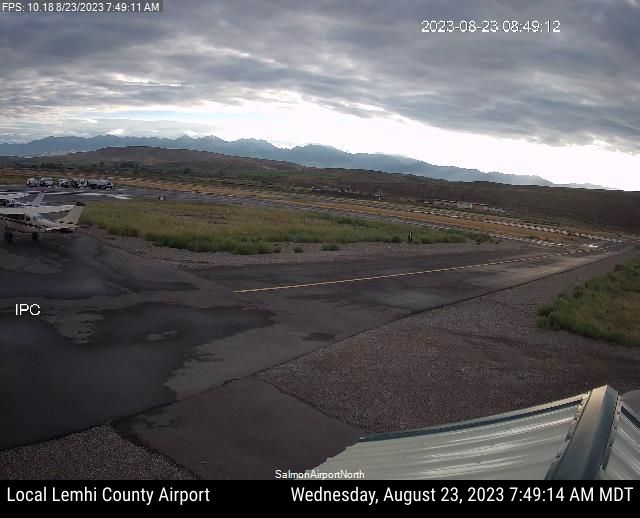 FPS: 10.18 8/23/2023 7:49:11 AM
2023-08-23 08:49:12
IPC
SalmonAirportNorth
Local Lemhi County Airport Wednesday, August 23, 2023 7:49:14 AM MDT